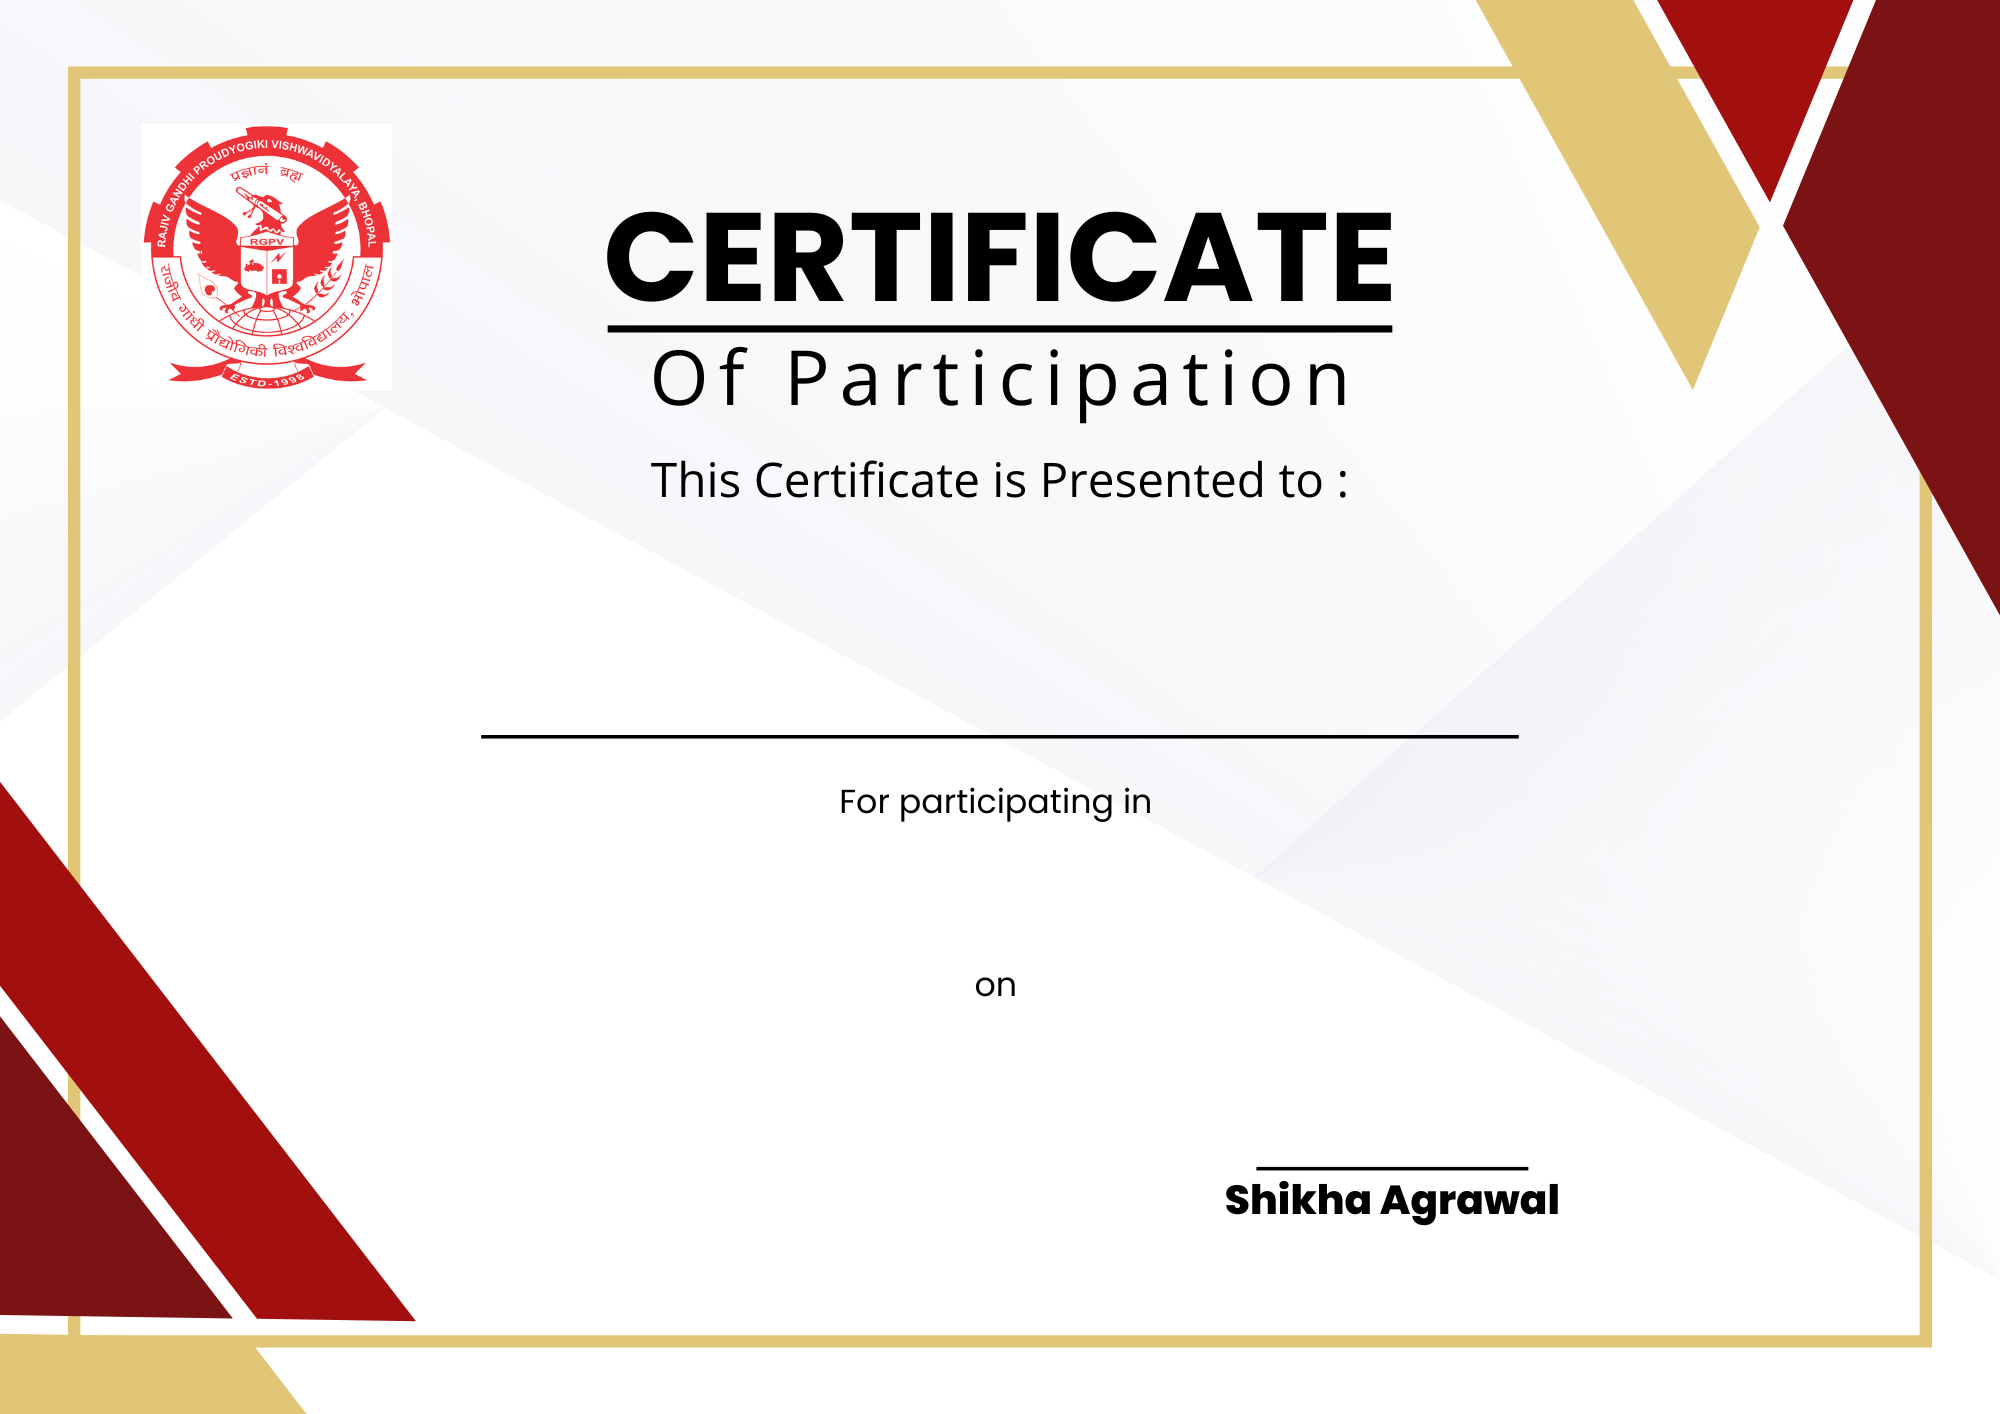 RAJIV GANDHI PROUDYOGIKI VISHWAVIDYALAYA, BHOPAL
प्रज्ञानं ब्रह्म
RGPV
राजीव गांधी प्रौद्योगिकी विश्वविद्यालय, भोपाल
ESTD-1998
CERTIFICATE
Of Participation
This Certificate is Presented to :
For participating in
on
Shikha Agrawal